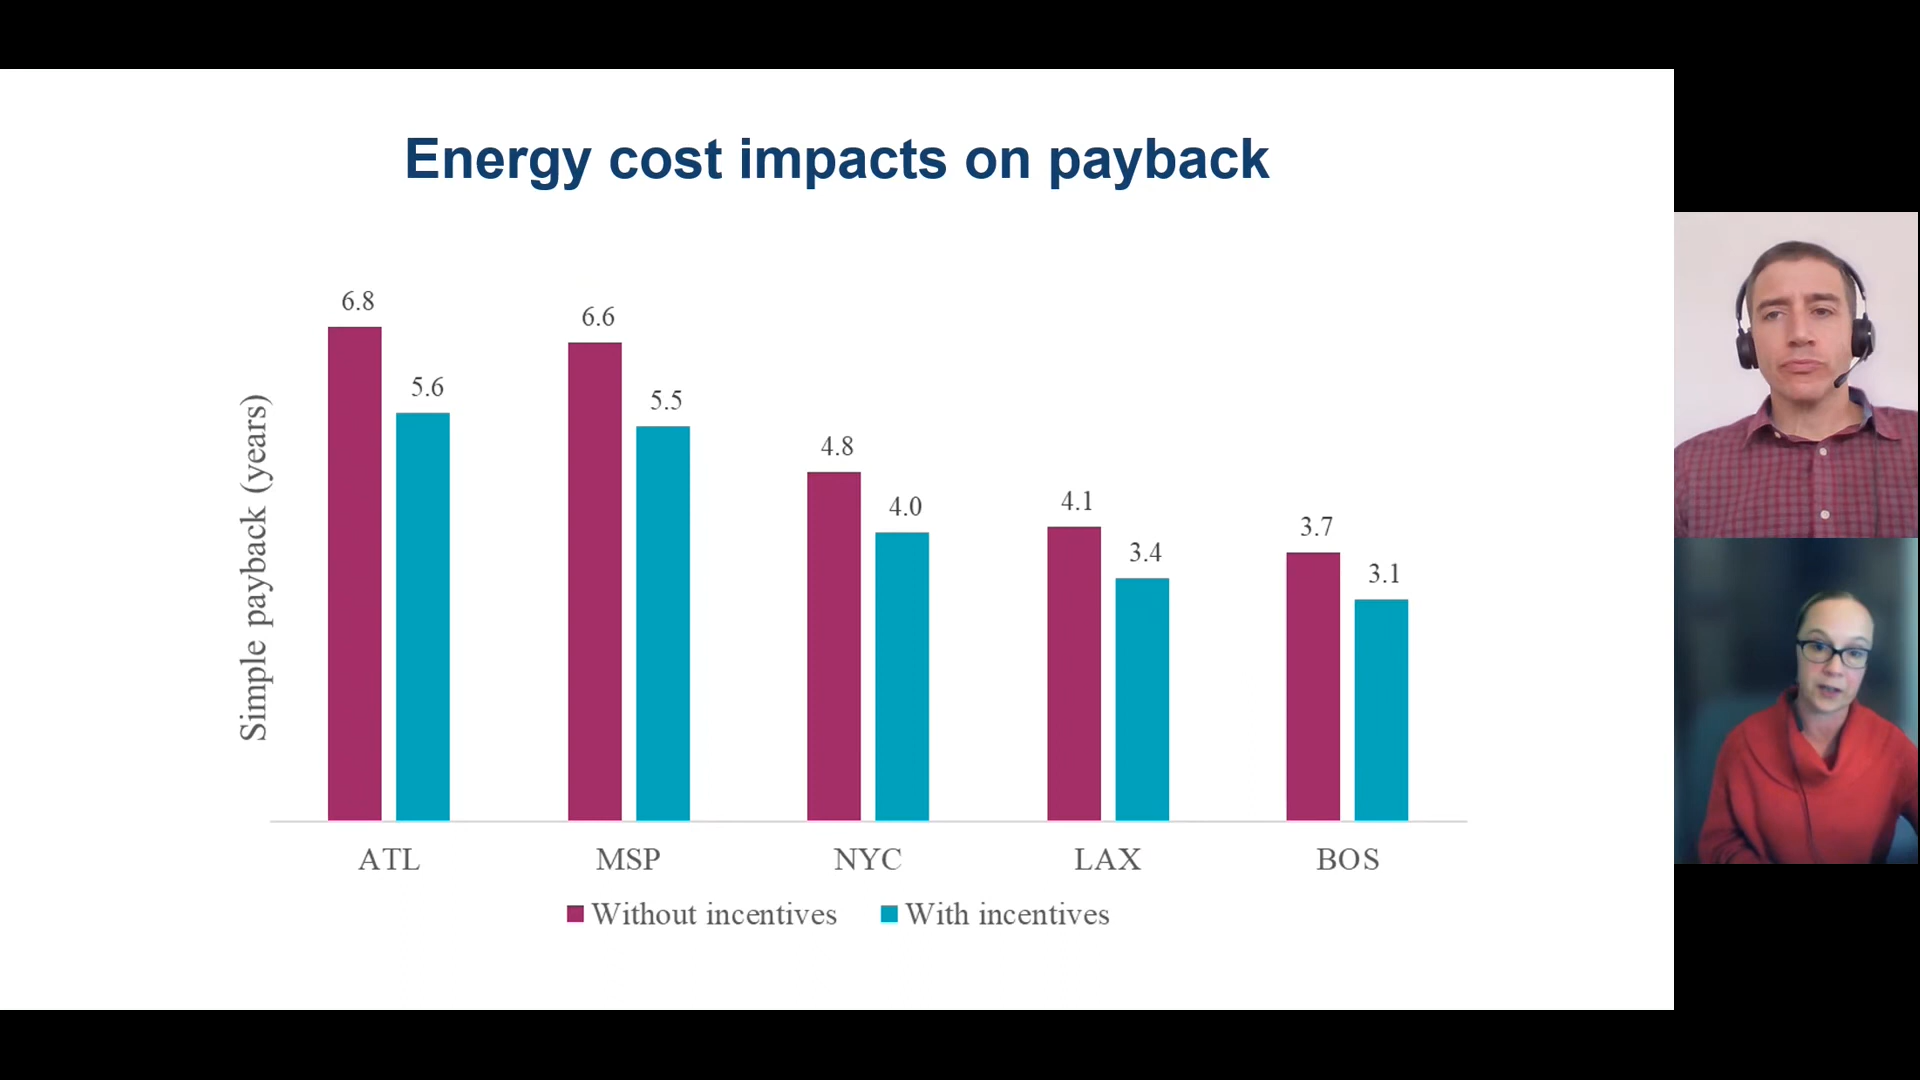 Energy cost impacts on payback
Simple payback (years)
6.8
5.6
6.6
5.5
4.8
4.0
4.1
3.4
3.7
3.1
ATL MSP NYC LAX BOS
Without incentives With incentives